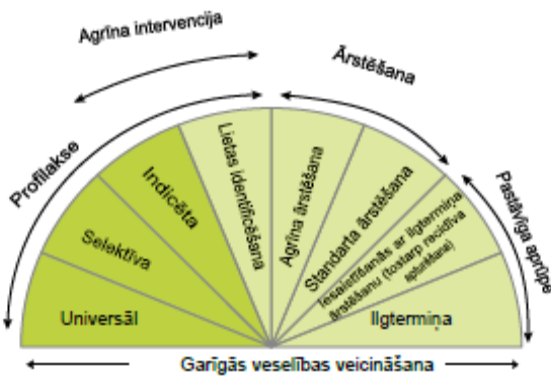 Agrīna intervencija
Ārstēšana
Profilakse
Pastāvīga aprūpe
Universāl
Selektīva
Indicēta
Lietas identificēšana
Agrīna ārstēšana
Standarta ārstēšana
Iesaistīšanās ar ilgtermiņa
ārstēšanu (tostarp recidīva
apturēšana)
Ilgtermiņa
Garīgās veselības veicināšana